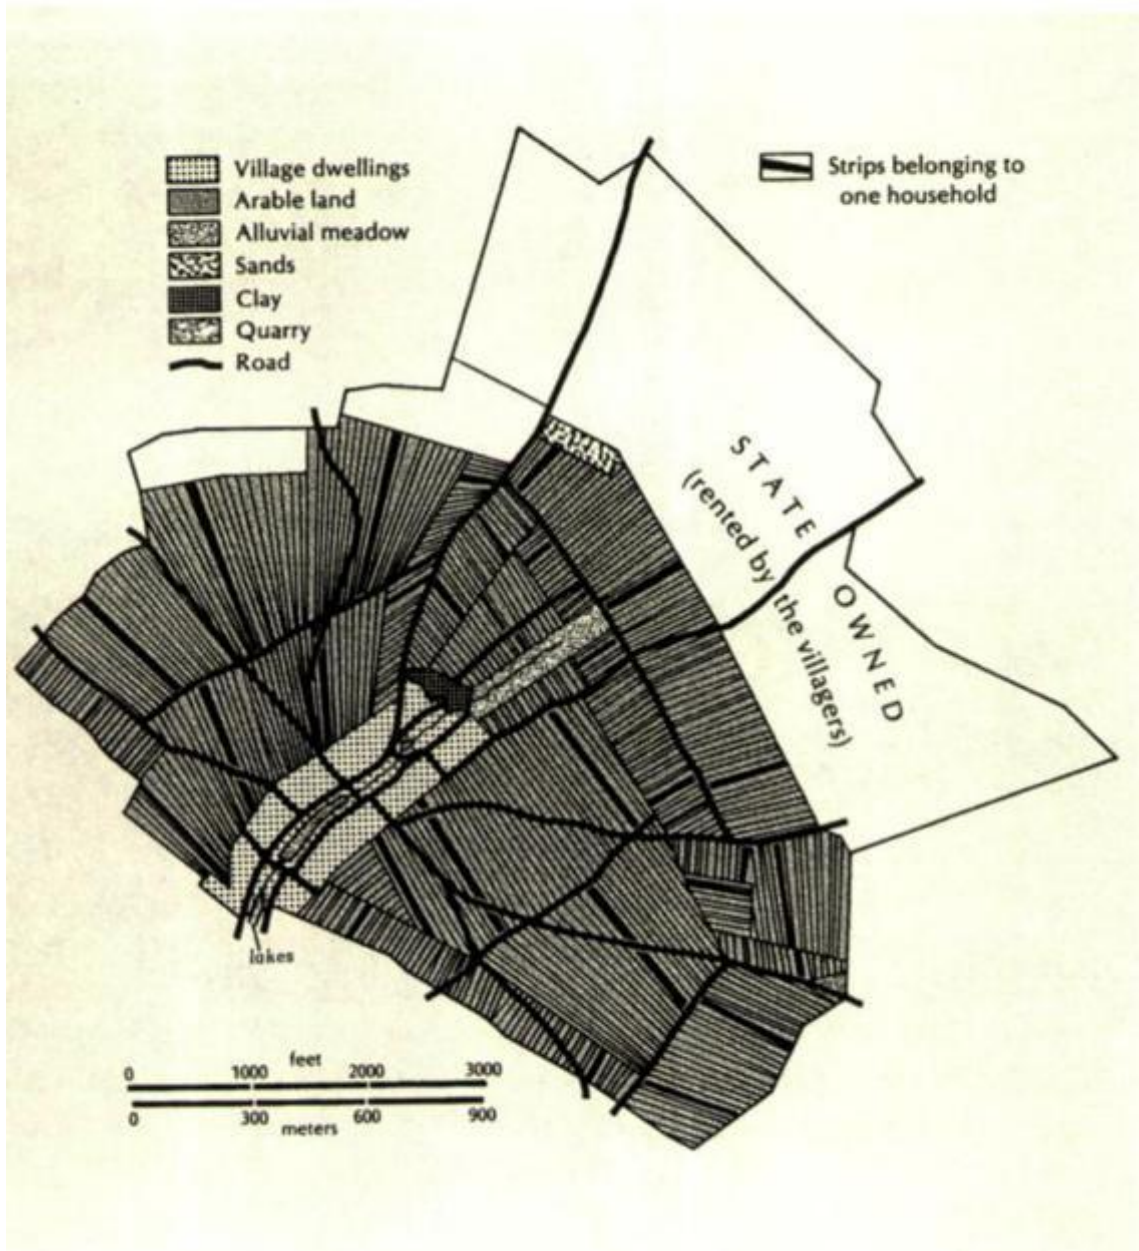 Village dwellings
Arable land
Alluvial meadow
Sands
Clay
Quarry
Road
Strips belonging to
one household
STATE
(rented by the villagers)
OWNED
lakes
feet
0 1000 2000 3000
0 300 600 900
meters